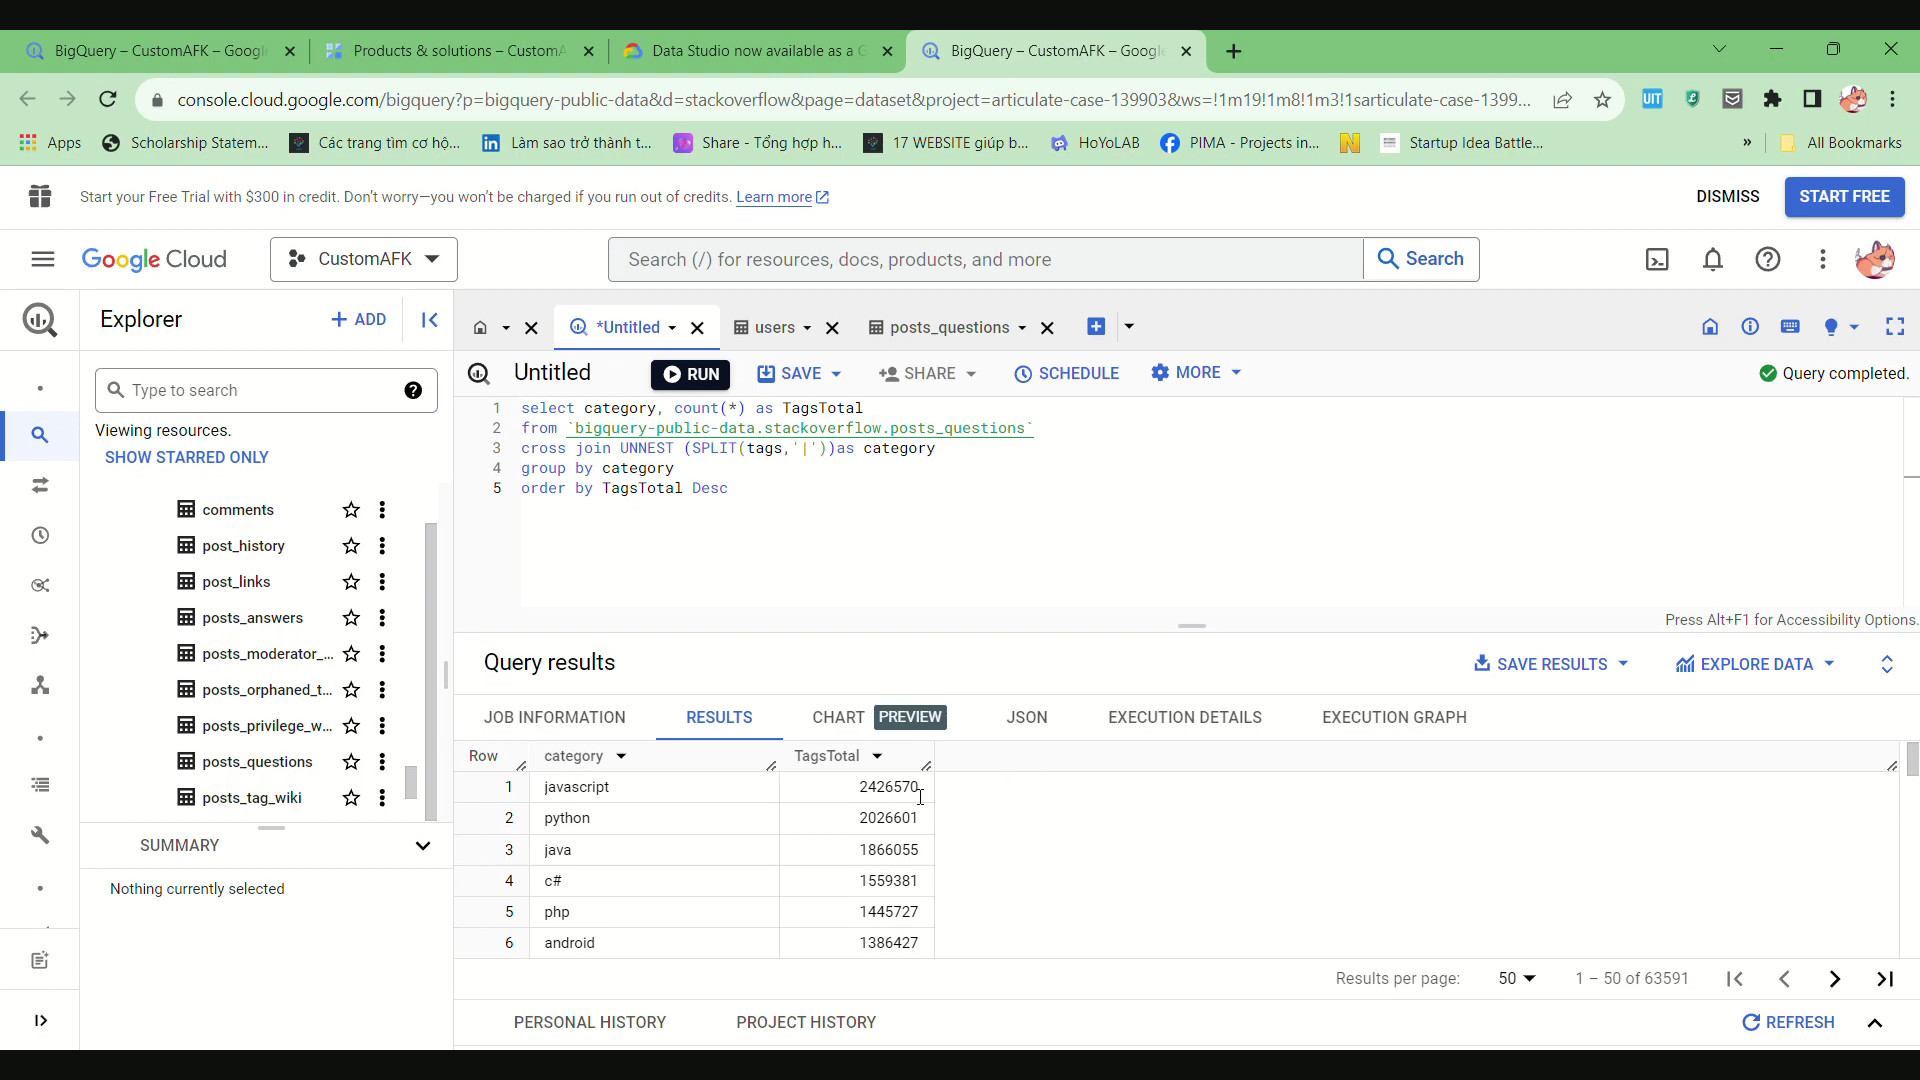 BigQuery – CustomAFK – Googl
Products & solutions – CustomA
Data Studio now available as a G
BigQuery – CustomAFK – Google
console.cloud.google.com/bigquery?p=bigquery-public-data&d=stackoverflow&page=dataset&project=articulate-case-139903&ws=!1m19!1m8!1m3!1sarticulate-case-1399...
Apps
Scholarship Statem...
Các trang tìm cơ hộ...
Làm sao trở thành t...
Share - Tổng hợp h...
17 WEBSITE giúp b...
HoYoLAB
PIMA - Projects in...
Startup Idea Battle...
»
All Bookmarks
Start your Free Trial with $300 in credit. Don't worry—you won't be charged if you run out of credits. Learn more
DISMISS
START FREE
Google Cloud
CustomAFK
Search (/) for resources, docs, products, and more
Search
Explorer
+ ADD
*Untitled
users
posts_questions
Type to search
Viewing resources.
SHOW STARRED ONLY
comments
post_history
post_links
posts_answers
posts_moderator_...
posts_orphaned_t...
posts_privilege_w...
posts_questions
posts_tag_wiki
SUMMARY
Nothing currently selected
Untitled
RUN
SAVE
SHARE
SCHEDULE
MORE
Query completed.
1 select category, count(*) as TagsTotal
2 from `bigquery-public-data.stackoverflow.posts_questions`
3 cross join UNNEST (SPLIT(tags,'|'))as category
4 group by category
5 order by TagsTotal Desc
Press Alt+F1 for Accessibility Options.
Query results
SAVE RESULTS
EXPLORE DATA
JOB INFORMATION
RESULTS
CHART PREVIEW
JSON
EXECUTION DETAILS
EXECUTION GRAPH
Row category TagsTotal
1 javascript 2426570
2 python 2026601
3 java 1866055
4 c# 1559381
5 php 1445727
6 android 1386427
Results per page: 50 1 – 50 of 63591
PERSONAL HISTORY
PROJECT HISTORY
REFRESH